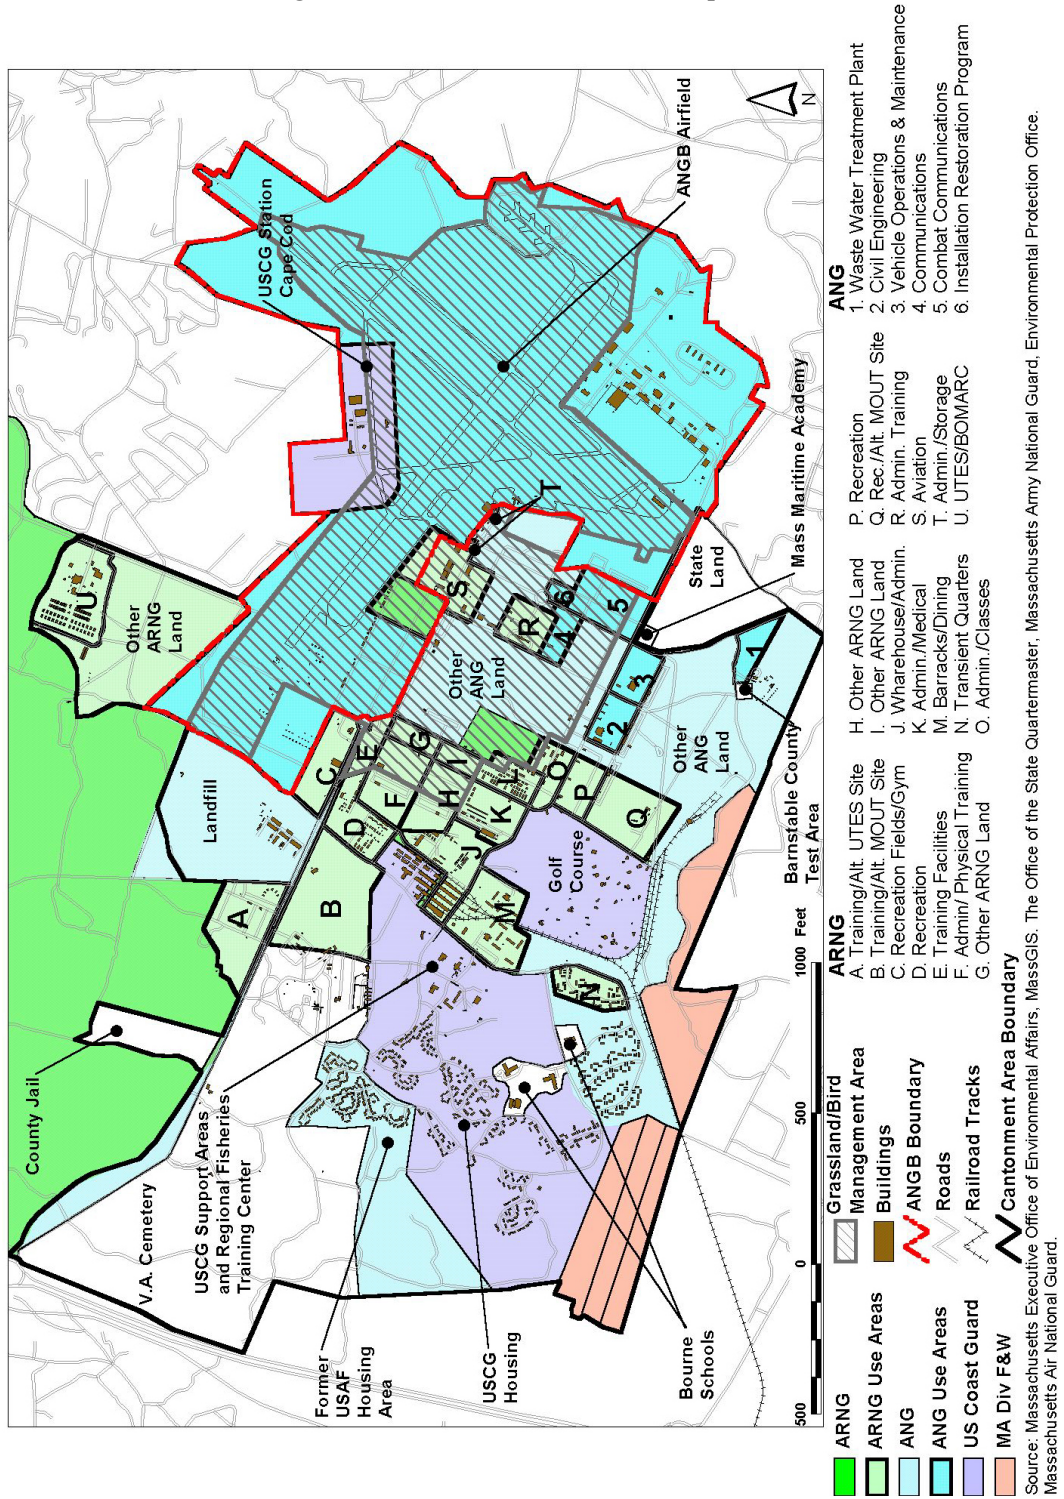 County Jail
V.A. Cemetery
USCG Support Areas
and Regional Fisheries
Training Center
Former
USAF
Housing
Area
USCG
Housing
Bourne
Schools
Landfill
Other
ARNG
Land
U
USCG Station
Cape Cod
ANGB Airfield
A
B
C
D
E
F
G
H
I
J
K
L
M
N
O
P
Q
R
S
T
Other
ANG
Land
Golf
Course
1
2
3
4
5
6
Other
ANG
Land
State
Land
Mass Maritime Academy
Barnstable County
Test Area
N
500 0 500 1000 Feet
ARNG
ARNG Use Areas
ANG
ANG Use Areas
US Coast Guard
MA Div F&W
Grassland/Bird
Management Area
Buildings
ANGB Boundary
Roads
Railroad Tracks
Cantonment Area Boundary
ARNG
A. Training/Alt. UTES Site
B. Training/Alt. MOUT Site
C. Recreation Fields/Gym
D. Recreation
E. Training Facilities
F. Admin/ Physical Training
G. Other ARNG Land
H. Other ARNG Land
I. Other ARNG Land
J. Wharehouse/Admin.
K. Admin./Medical
M. Barracks/Dining
N. Transient Quarters
O. Admin./Classes
P. Recreation
Q. Rec./Alt. MOUT Site
R. Admin. Training
S. Aviation
T. Admin./Storage
U. UTES/BOMARC
ANG
1. Waste Water Treatment Plant
2. Civil Engineering
3. Vehicle Operations & Maintenance
4. Communications
5. Combat Communications
6. Installation Restoration Program
Source: Massachusetts Executive Office of Environmental Affairs, MassGIS. The Office of the State Quartermaster, Massachusetts Army National Guard, Environmental Protection Office.
Massachusetts Air National Guard.